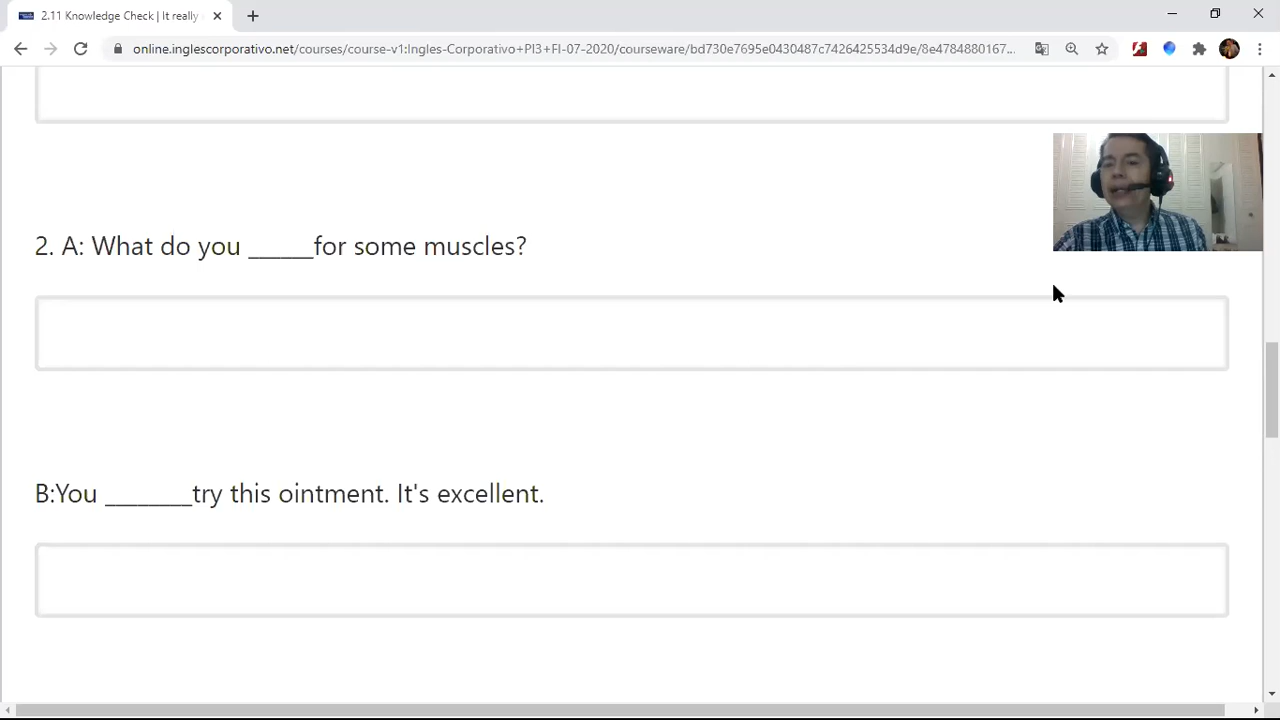 2.11 Knowledge Check | It really
online.inglescorporativo.net/courses/course-v1:Ingles-Corporativo+PI3+FI-07-2020/courseware/bd730e7695e0430487c7426425534d9e/8e4784880167...
2. A: What do you ______for some muscles?
B:You ________try this ointment. It's excellent.